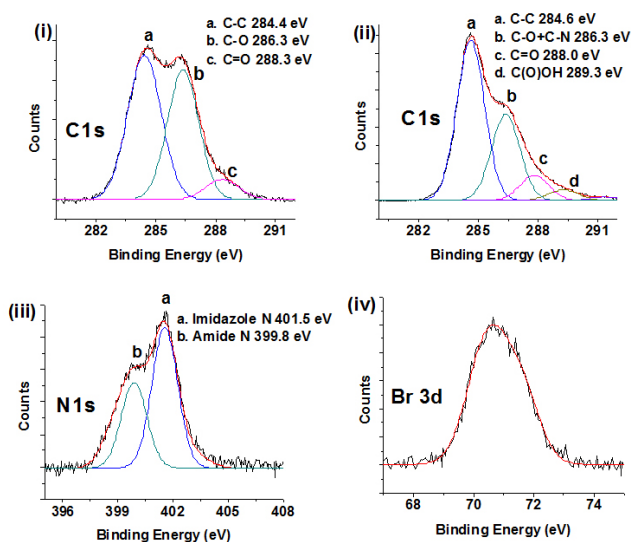 (i)
a. C-C 284.4 eV
b. C-O 286.3 eV
c. C=O 288.3 eV
a
b
c
C1s
Counts
282 285 288 291
Binding Energy (eV)
(ii)
a. C-C 284.6 eV
b. C-O+C-N 286.3 eV
c. C=O 288.0 eV
d. C(O)OH 289.3 eV
a
b
c
d
C1s
Counts
282 285 288 291
Binding Energy (eV)
(iii)
a. Imidazole N 401.5 eV
b. Amide N 399.8 eV
a
b
N1s
Counts
396 399 402 405 408
Binding Energy (eV)
(iv)
Br 3d
Counts
68 70 72 74
Binding Energy (eV)